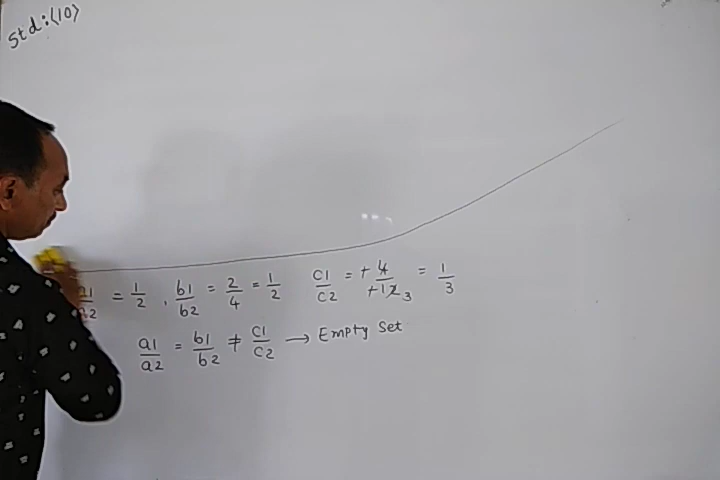 Std:(10)
a1/a2 = 1/2 , b1/b2 = 2/4 = 1/2 c1/c2 = +4/+12 3 = 1/3
a1/a2 = b1/b2 ≠ c1/c2 → Empty Set